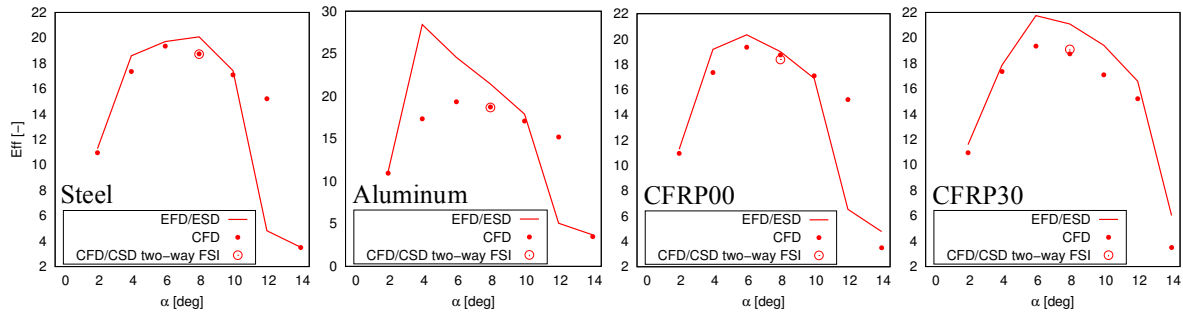 Eff [−]
22
20
18
16
14
12
10
8
6
4
2
0 2 4 6 8 10 12 14
α [deg]
Steel
EFD/ESD
CFD
CFD/CSD two−way FSI
30
25
20
15
10
5
0
0 2 4 6 8 10 12 14
α [deg]
Aluminum
EFD/ESD
CFD
CFD/CSD two−way FSI
22
20
18
16
14
12
10
8
6
4
2
0 2 4 6 8 10 12 14
α [deg]
CFRP00
EFD/ESD
CFD
CFD/CSD two−way FSI
22
20
18
16
14
12
10
8
6
4
2
0 2 4 6 8 10 12 14
α [deg]
CFRP30
EFD/ESD
CFD
CFD/CSD two−way FSI